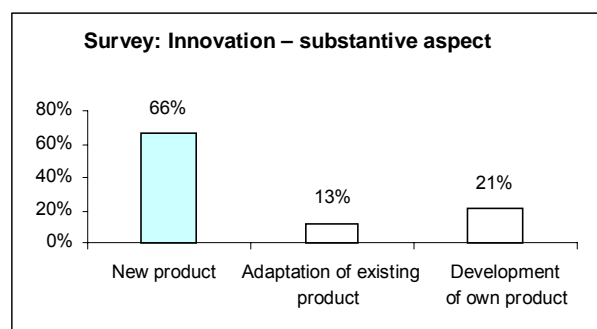 Survey: Innovation – substantive aspect
80%
60%
40%
20%
0%
66%
13%
21%
New product
Adaptation of existing
product
Development
of own product